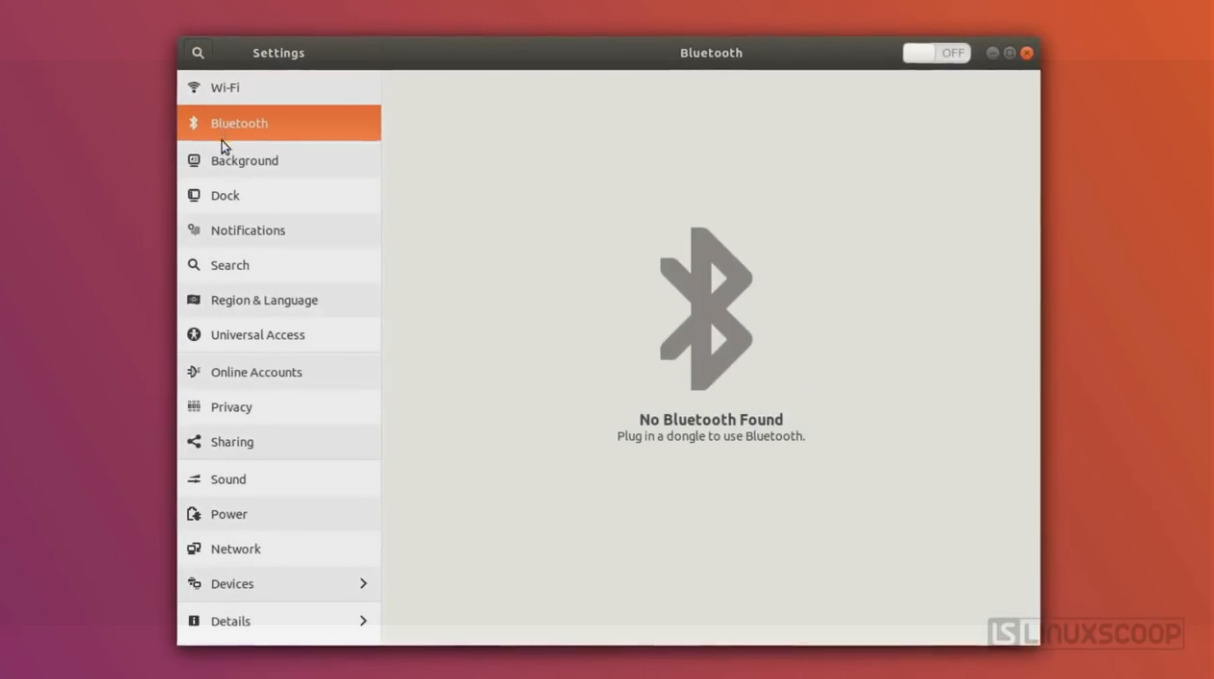 Settings
Bluetooth
OFF
Wi-Fi
Bluetooth
Background
Dock
Notifications
Search
Region & Language
Universal Access
Online Accounts
Privacy
Sharing
Sound
Power
Network
Devices
Details
No Bluetooth Found
Plug in a dongle to use Bluetooth.
LS LINUXSCOOP